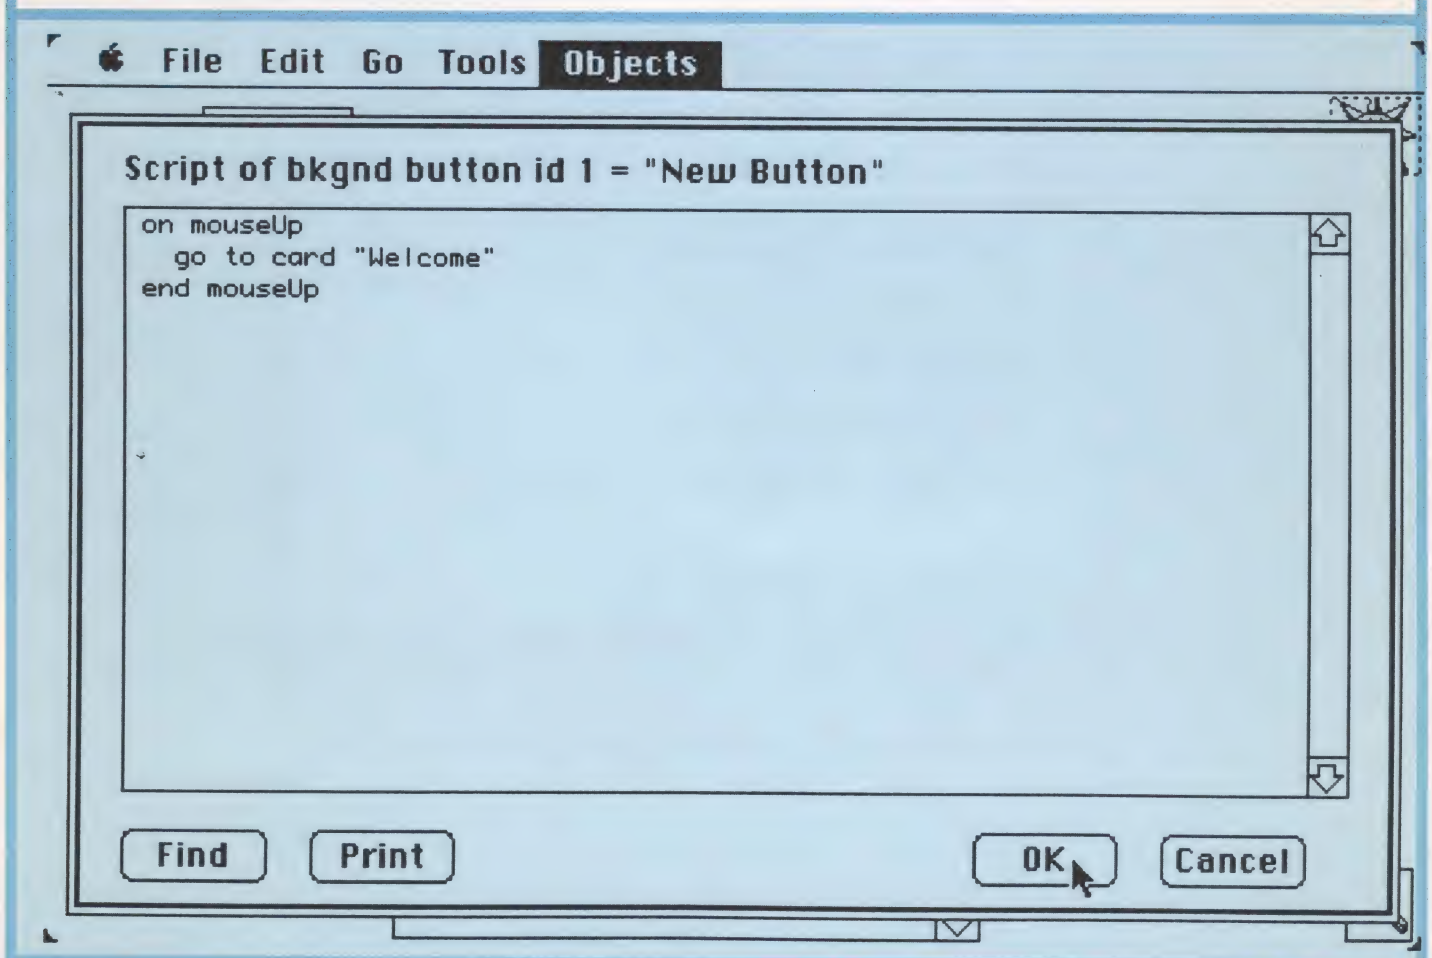 File Edit Go Tools Objects
Script of bkgnd button id 1 = "New Button"
on mouseUp
  go to card "Welcome"
end mouseUp
Find Print OK Cancel